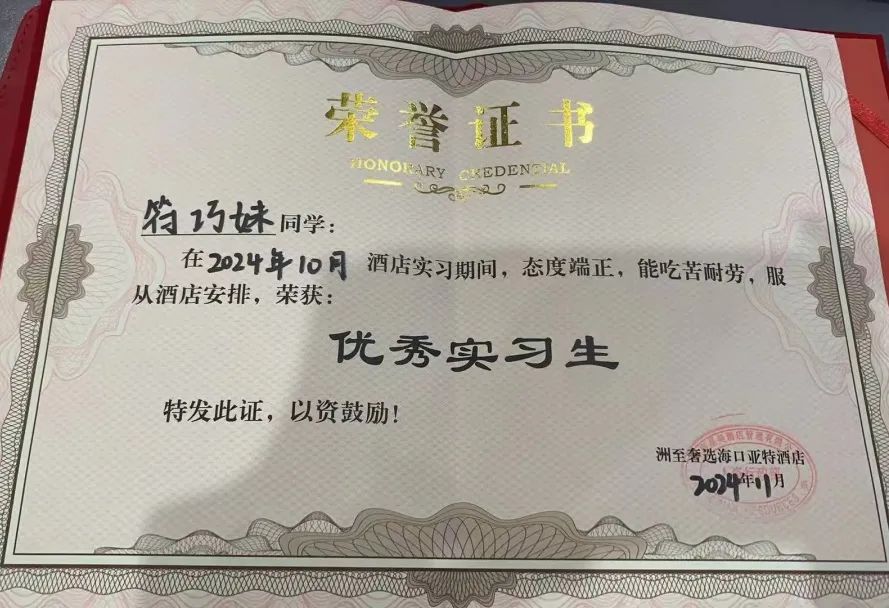 荣誉证书
HONORARY CREDENTIAL
符巧妹同学：
在2024年10月酒店实习期间，态度端正，能吃苦耐劳，服
从酒店安排，荣获：
优秀实习生
特发此证，以资鼓励！
洲至奢选海口亚特酒店
2024年11月